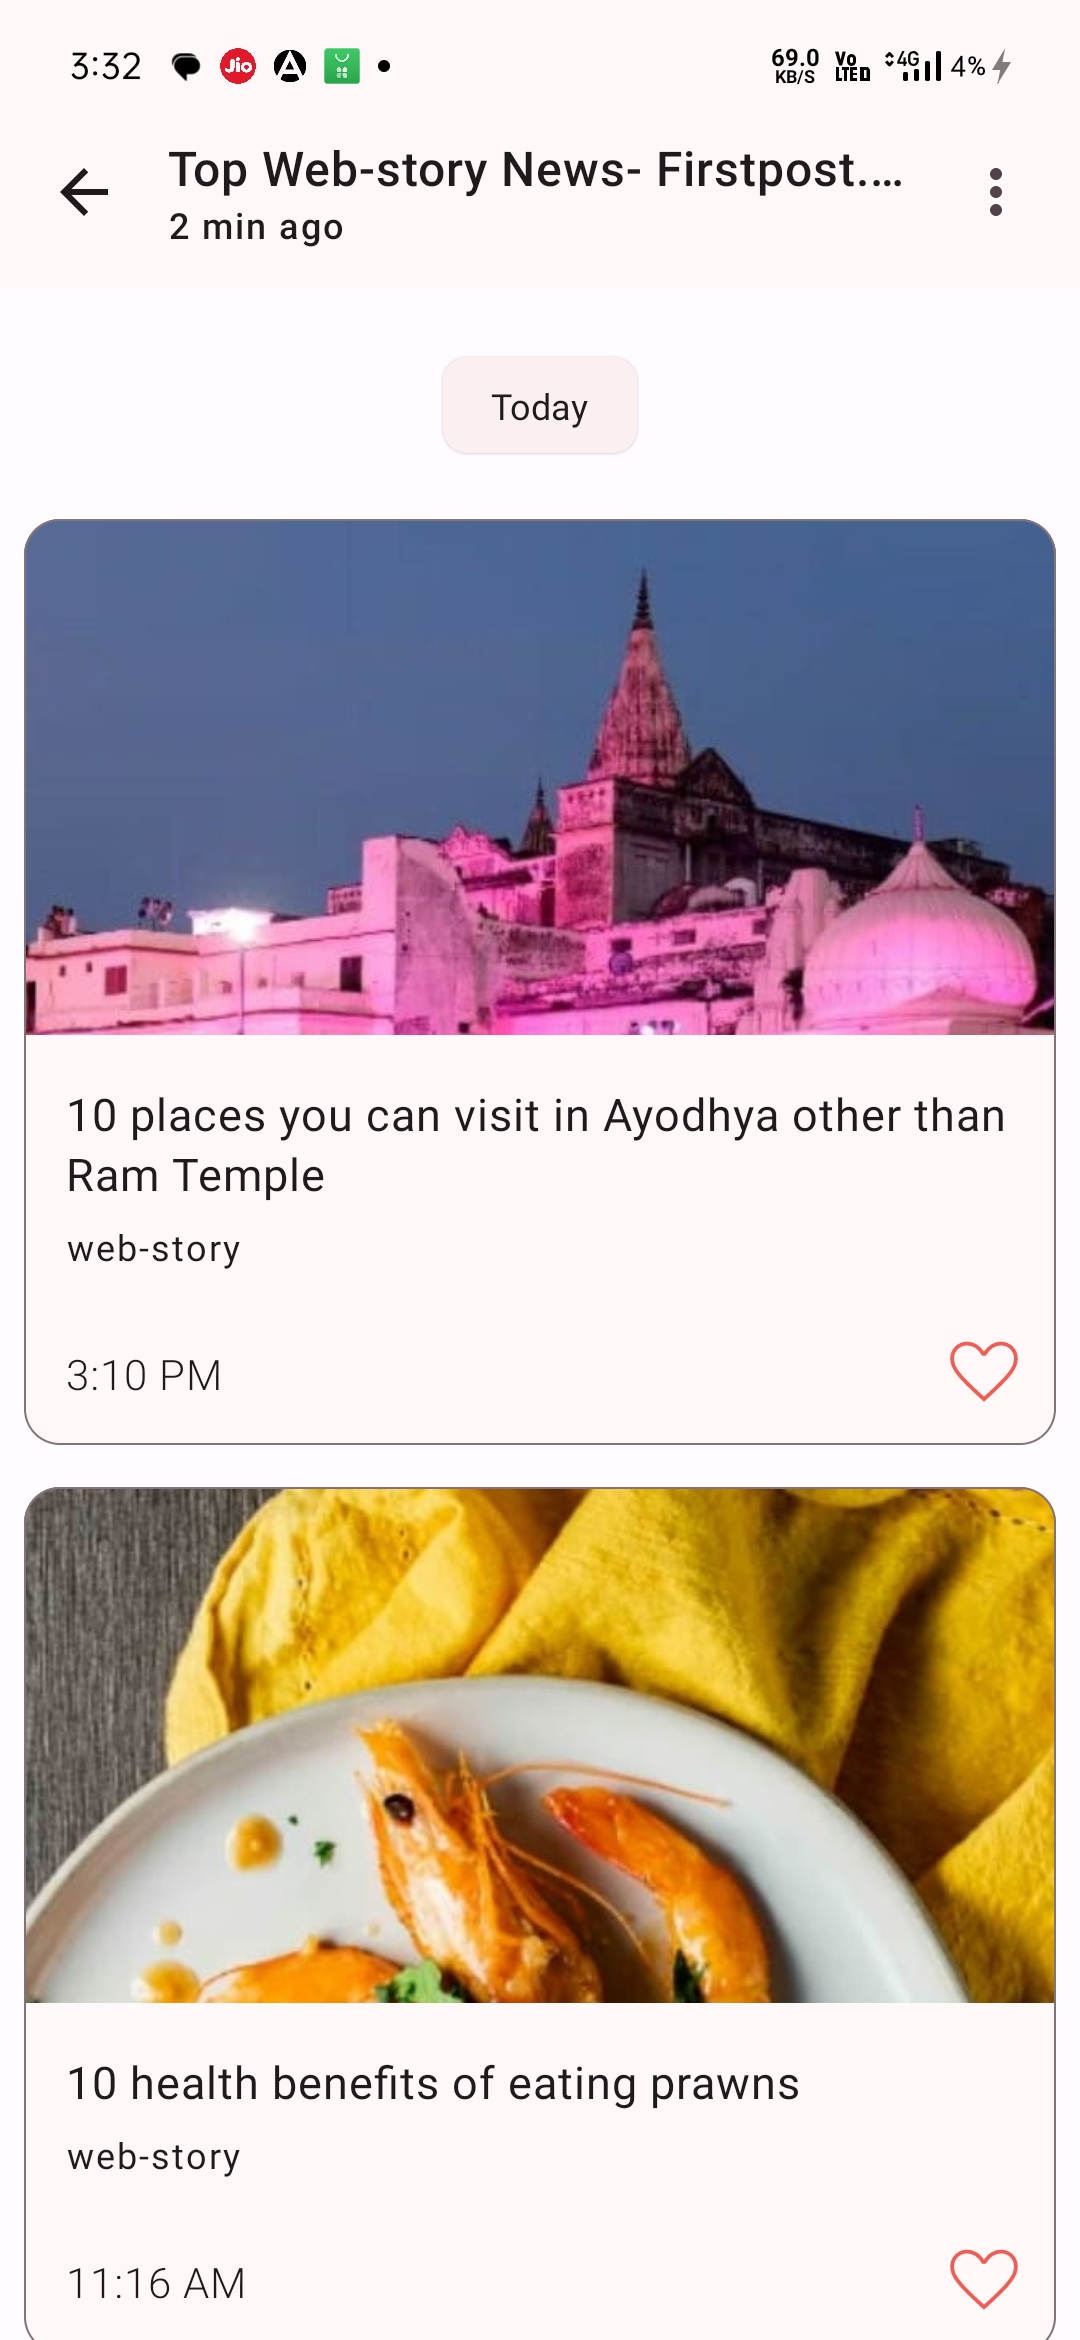 3:32 Jio 69.0 KB/S Vo LTE 4G 4%
Top Web-story News- Firstpost....
2 min ago
Today
10 places you can visit in Ayodhya other than
Ram Temple
web-story
3:10 PM
10 health benefits of eating prawns
web-story
11:16 AM